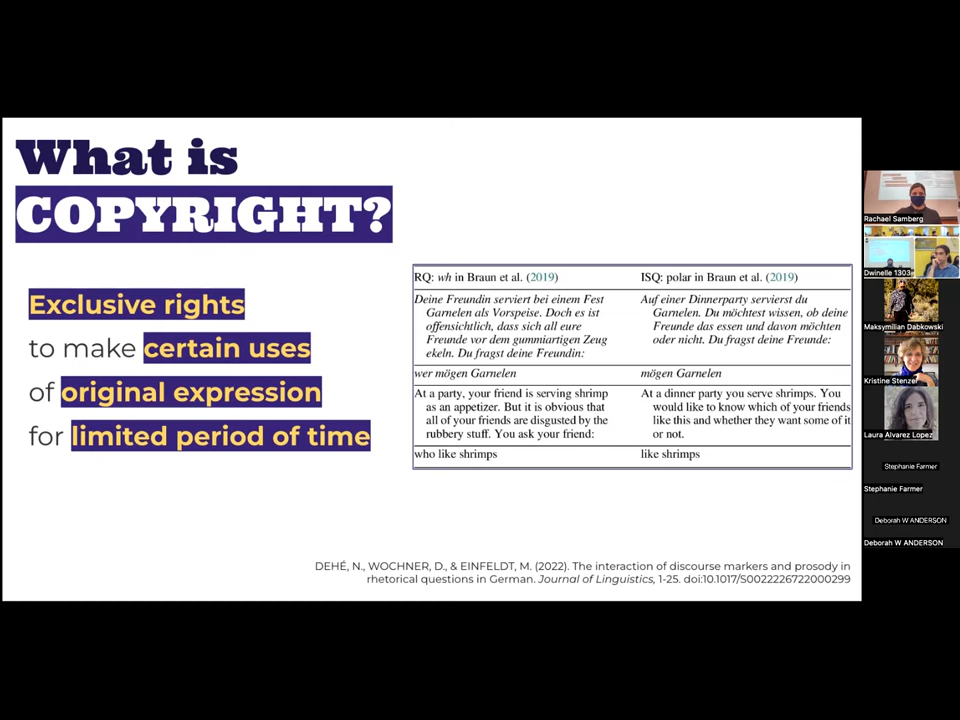 What is
COPYRIGHT?
Exclusive rights
to make certain uses
of original expression
for limited period of time
RQ: wh in Braun et al. (2019)
Deine Freundin serviert bei einem Fest
Garnelen als Vorspeise. Doch es ist
offensichtlich, dass sich all eure
Freunde vor dem gummiartigen Zeug
ekeln. Du fragst deine Freundin:
wer mögen Garnelen
At a party, your friend is serving shrimp
as an appetizer. But it is obvious that
all of your friends are disgusted by the
rubbery stuff. You ask your friend:
who like shrimps
ISQ: polar in Braun et al. (2019)
Auf einer Dinnerparty servierst du
Garnelen. Du möchtest wissen, ob deine
Freunde das essen und davon möchten
oder nicht. Du fragst deine Freunde:
mögen Garnelen
At a dinner party you serve shrimps. You
would like to know which of your friends
like this and whether they want some of it
or not.
like shrimps
DEHÉ, N., WOCHNER, D., & EINFELDT, M. (2022). The interaction of discourse markers and prosody in
rhetorical questions in German. Journal of Linguistics, 1-25. doi:10.1017/S0022226722000299
Rachael Samberg
Dwinelle 1303
Maksymilian Dabkowski
Kristine Stenzel
Laura Alvarez Lopez
Stephanie Farmer
Stephanie Farmer
Deborah W ANDERSON
Deborah W ANDERSON